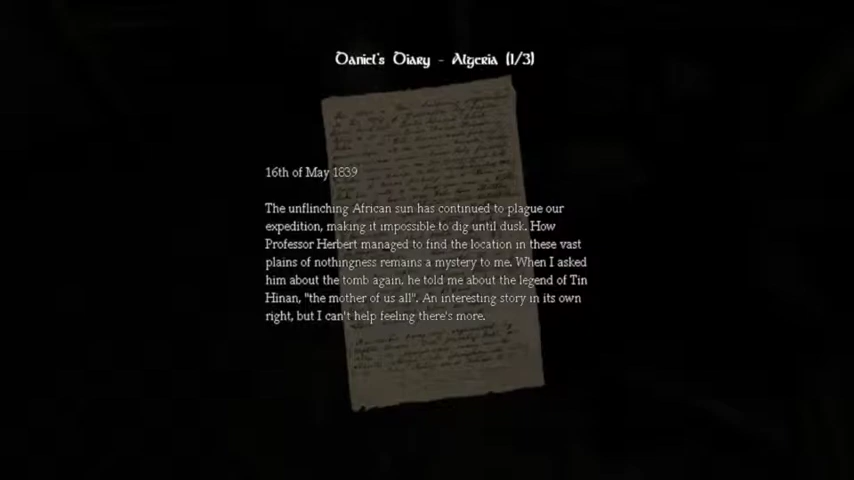 Daniel's Diary - Algeria (1/3)
16th of May 1839
The unflinching African sun has continued to plague our
expedition, making it impossible to dig until dusk. How
Professor Herbert managed to find the location in these vast
plains of nothingness remains a mystery to me. When I asked
him about the tomb again, he told me about the legend of Tin
Hinan, "the mother of us all". An interesting story in its own
right, but I can't help feeling there's more.